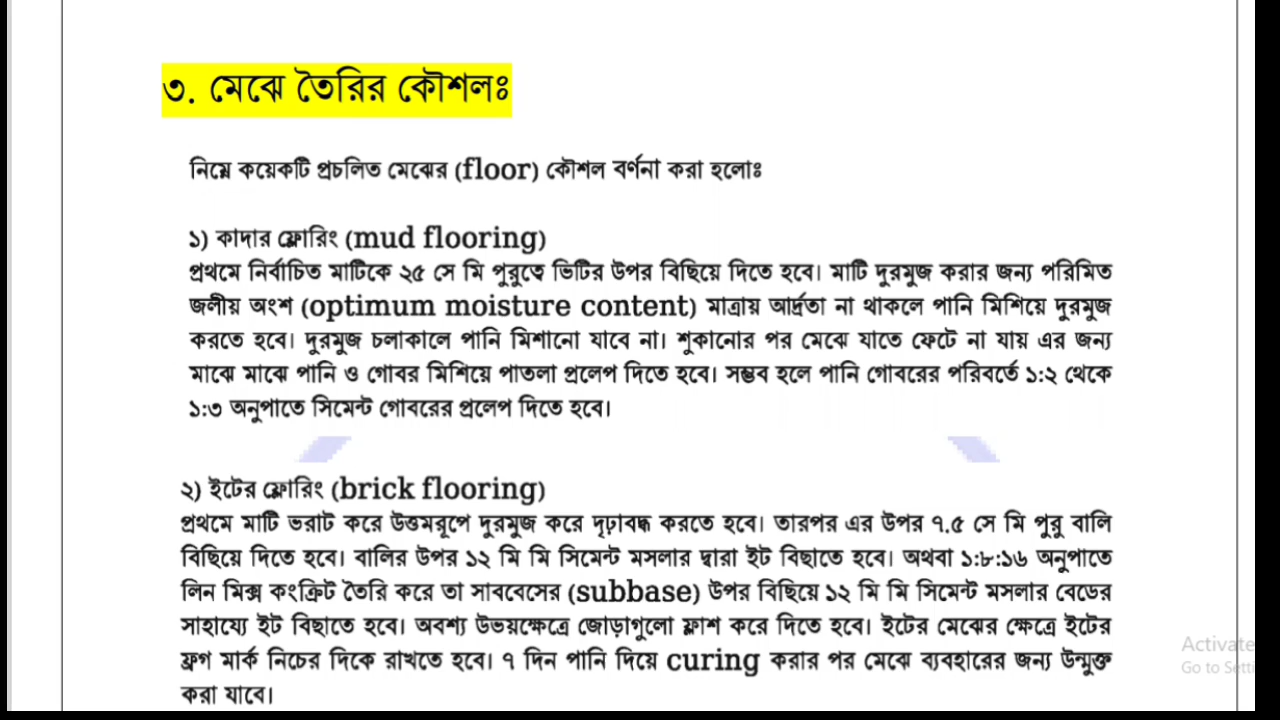 ৩. মেঝে তৈরির কৌশলঃ
নিম্নে কয়েকটি প্রচলিত মেঝের (floor) কৌশল বর্ণনা করা হলোঃ
১) কাদার ফ্লোরিং (mud flooring)
প্রথমে নির্বাচিত মাটিকে ২৫ সে মি পুরুত্বে ভিটির উপর বিছিয়ে দিতে হবে। মাটি দুরমুজ করার জন্য পরিমিত
জলীয় অংশ (optimum moisture content) মাত্রায় আর্দ্রতা না থাকলে পানি মিশিয়ে দুরমুজ
করতে হবে। দুরমুজ চলাকালে পানি মিশানো যাবে না। শুকানোর পর মেঝে যাতে ফেটে না যায় এর জন্য
মাঝে মাঝে পানি ও গোবর মিশিয়ে পাতলা প্রলেপ দিতে হবে। সম্ভব হলে পানি গোবরের পরিবর্তে ১:২ থেকে
১:৩ অনুপাতে সিমেন্ট গোবরের প্রলেপ দিতে হবে।
২) ইটের ফ্লোরিং (brick flooring)
প্রথমে মাটি ভরাট করে উত্তমরূপে দুরমুজ করে দৃঢ়াবদ্ধ করতে হবে। তারপর এর উপর ৭.৫ সে মি পুরু বালি
বিছিয়ে দিতে হবে। বালির উপর ১২ মি মি সিমেন্ট মসলার দ্বারা ইট বিছাতে হবে। অথবা ১:৮:১৬ অনুপাতে
লিন মিক্স কংক্রিট তৈরি করে তা সাববেসের (subbase) উপর বিছিয়ে ১২ মি মি সিমেন্ট মসলার বেডের
সাহায্যে ইট বিছাতে হবে। অবশ্য উভয়ক্ষেত্রে জোড়াগুলো ফ্লাশ করে দিতে হবে। ইটের মেঝের ক্ষেত্রে ইটের
ফ্রগ মার্ক নিচের দিকে রাখতে হবে। ৭ দিন পানি দিয়ে curing করার পর মেঝে ব্যবহারের জন্য উন্মুক্ত
করা যাবে।
Activate
Go to Setti